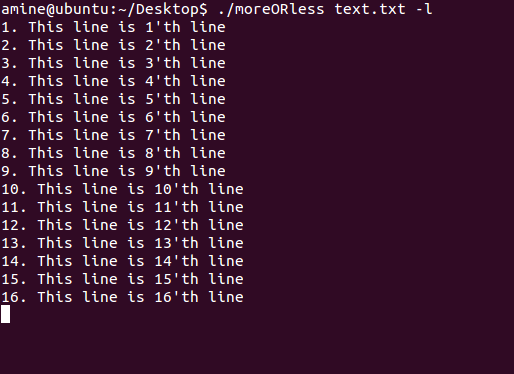 amine@ubuntu:~/Desktop$ ./moreORless text.txt -l
1. This line is 1'th line
2. This line is 2'th line
3. This line is 3'th line
4. This line is 4'th line
5. This line is 5'th line
6. This line is 6'th line
7. This line is 7'th line
8. This line is 8'th line
9. This line is 9'th line
10. This line is 10'th line
11. This line is 11'th line
12. This line is 12'th line
13. This line is 13'th line
14. This line is 14'th line
15. This line is 15'th line
16. This line is 16'th line